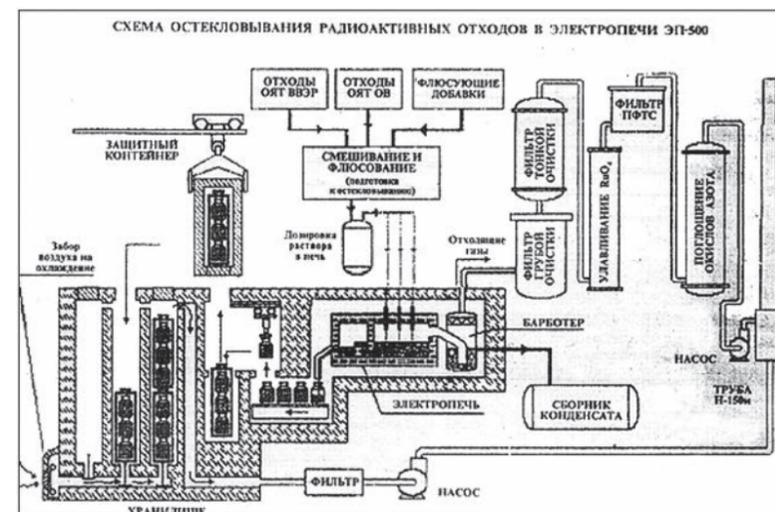 СХЕМА ОСТЕКЛОВЫВАНИЯ РАДИОАКТИВНЫХ ОТХОДОВ В ЭЛЕКТРОПЕЧИ ЭП-500
ОТХОДЫ
ОЯТ ВВЭР
ОТХОДЫ
ОЯТ ОВ
ФЛЮСУЮЩИЕ
ДОБАВКИ
ЗАЩИТНЫЙ
КОНТЕЙНЕР
СМЕШИВАНИЕ И
ФЛЮСОВАНИЕ
(подготовка
к остекловыванию)
Дозировка
раствора
в печь
Забор
воздуха на
охлаждение
Отходящие
газы
ФИЛЬТР
ТОНКОЙ
ОЧИСТКИ
ФИЛЬТР
ГРУБОЙ
ОЧИСТКИ
УЛАВЛИВАНИЕ RuO4
ФИЛЬТР
ПФТС
ПОГЛОЩЕНИЕ
ОКИСЛОВ АЗОТА
БАРБОТЕР
ЭЛЕКТРОПЕЧЬ
СБОРНИК
КОНДЕНСАТА
НАСОС
ТРУБА
Н-150м
ФИЛЬТР
НАСОС
ХРАНИЛИЩЕ